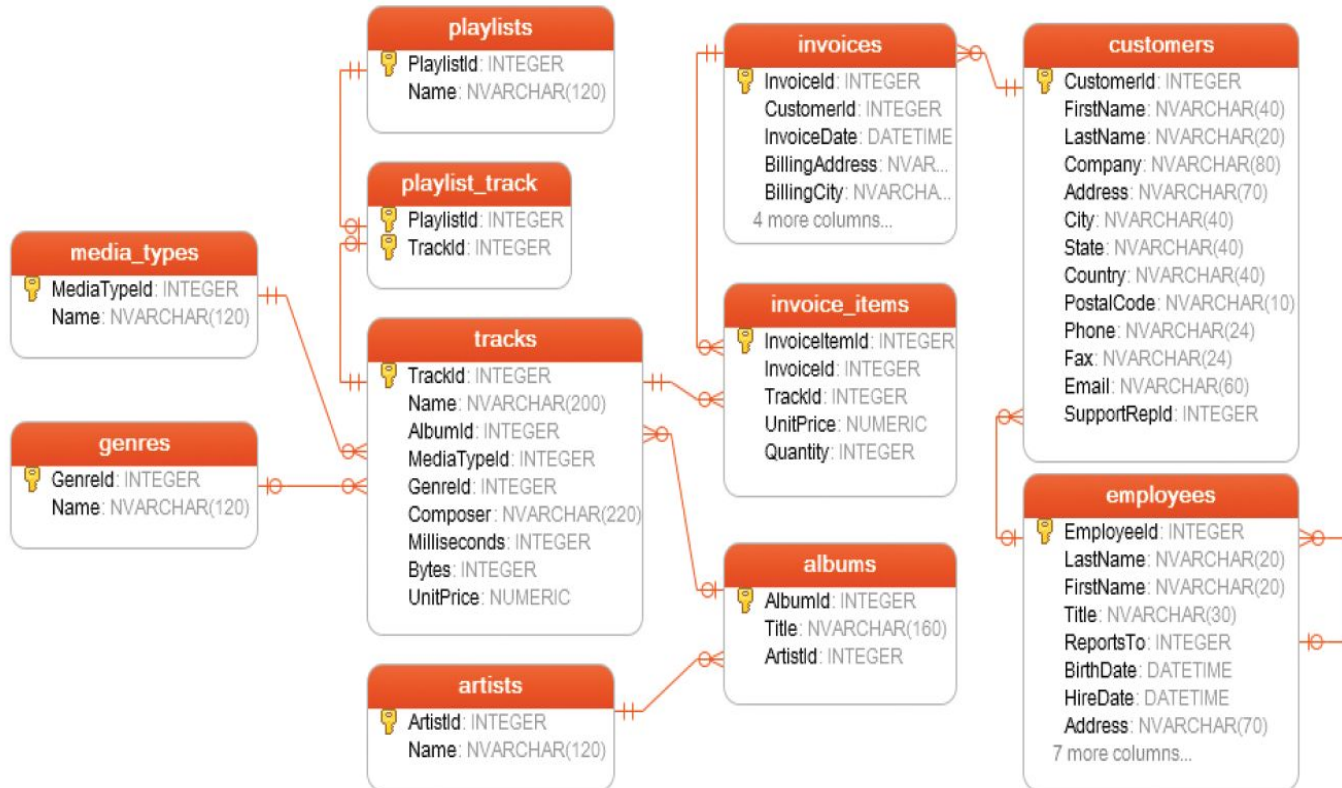 playlists
PlaylistId: INTEGER
Name: NVARCHAR(120)
playlist_track
PlaylistId: INTEGER
TrackId: INTEGER
media_types
MediaTypeId: INTEGER
Name: NVARCHAR(120)
genres
GenreId: INTEGER
Name: NVARCHAR(120)
tracks
TrackId: INTEGER
Name: NVARCHAR(200)
AlbumId: INTEGER
MediaTypeId: INTEGER
GenreId: INTEGER
Composer: NVARCHAR(220)
Milliseconds: INTEGER
Bytes: INTEGER
UnitPrice: NUMERIC
artists
ArtistId: INTEGER
Name: NVARCHAR(120)
invoices
InvoiceId: INTEGER
CustomerId: INTEGER
InvoiceDate: DATETIME
BillingAddress: NVAR...
BillingCity: NVARCHA...
4 more columns...
invoice_items
InvoiceItemId: INTEGER
InvoiceId: INTEGER
TrackId: INTEGER
UnitPrice: NUMERIC
Quantity: INTEGER
albums
AlbumId: INTEGER
Title: NVARCHAR(160)
ArtistId: INTEGER
customers
CustomerId: INTEGER
FirstName: NVARCHAR(40)
LastName: NVARCHAR(20)
Company: NVARCHAR(80)
Address: NVARCHAR(70)
City: NVARCHAR(40)
State: NVARCHAR(40)
Country: NVARCHAR(40)
PostalCode: NVARCHAR(10)
Phone: NVARCHAR(24)
Fax: NVARCHAR(24)
Email: NVARCHAR(60)
SupportRepId: INTEGER
employees
EmployeeId: INTEGER
LastName: NVARCHAR(20)
FirstName: NVARCHAR(20)
Title: NVARCHAR(30)
ReportsTo: INTEGER
BirthDate: DATETIME
HireDate: DATETIME
Address: NVARCHAR(70)
7 more columns...